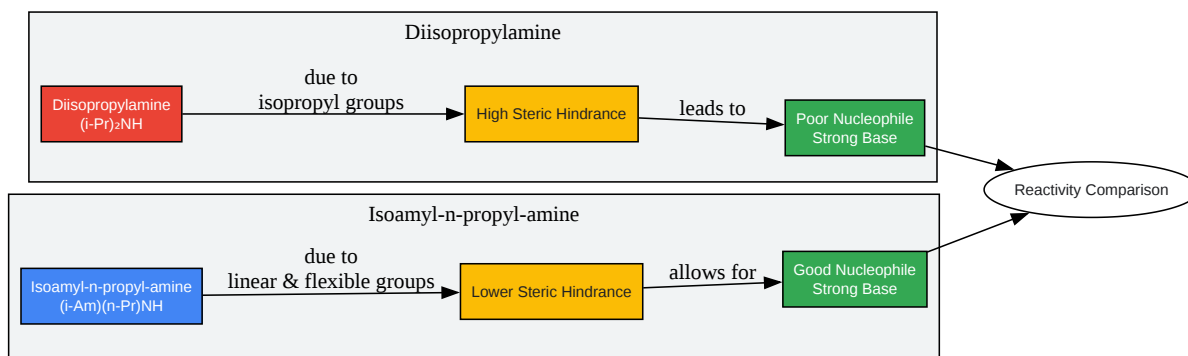 Diisopropylamine
Diisopropylamine
(i-Pr)₂NH
due to
isopropyl groups
High Steric Hindrance
leads to
Poor Nucleophile
Strong Base
Reactivity Comparison
Isoamyl-n-propyl-amine
Isoamyl-n-propyl-amine
(i-Am)(n-Pr)NH
due to
linear & flexible groups
Lower Steric Hindrance
allows for
Good Nucleophile
Strong Base